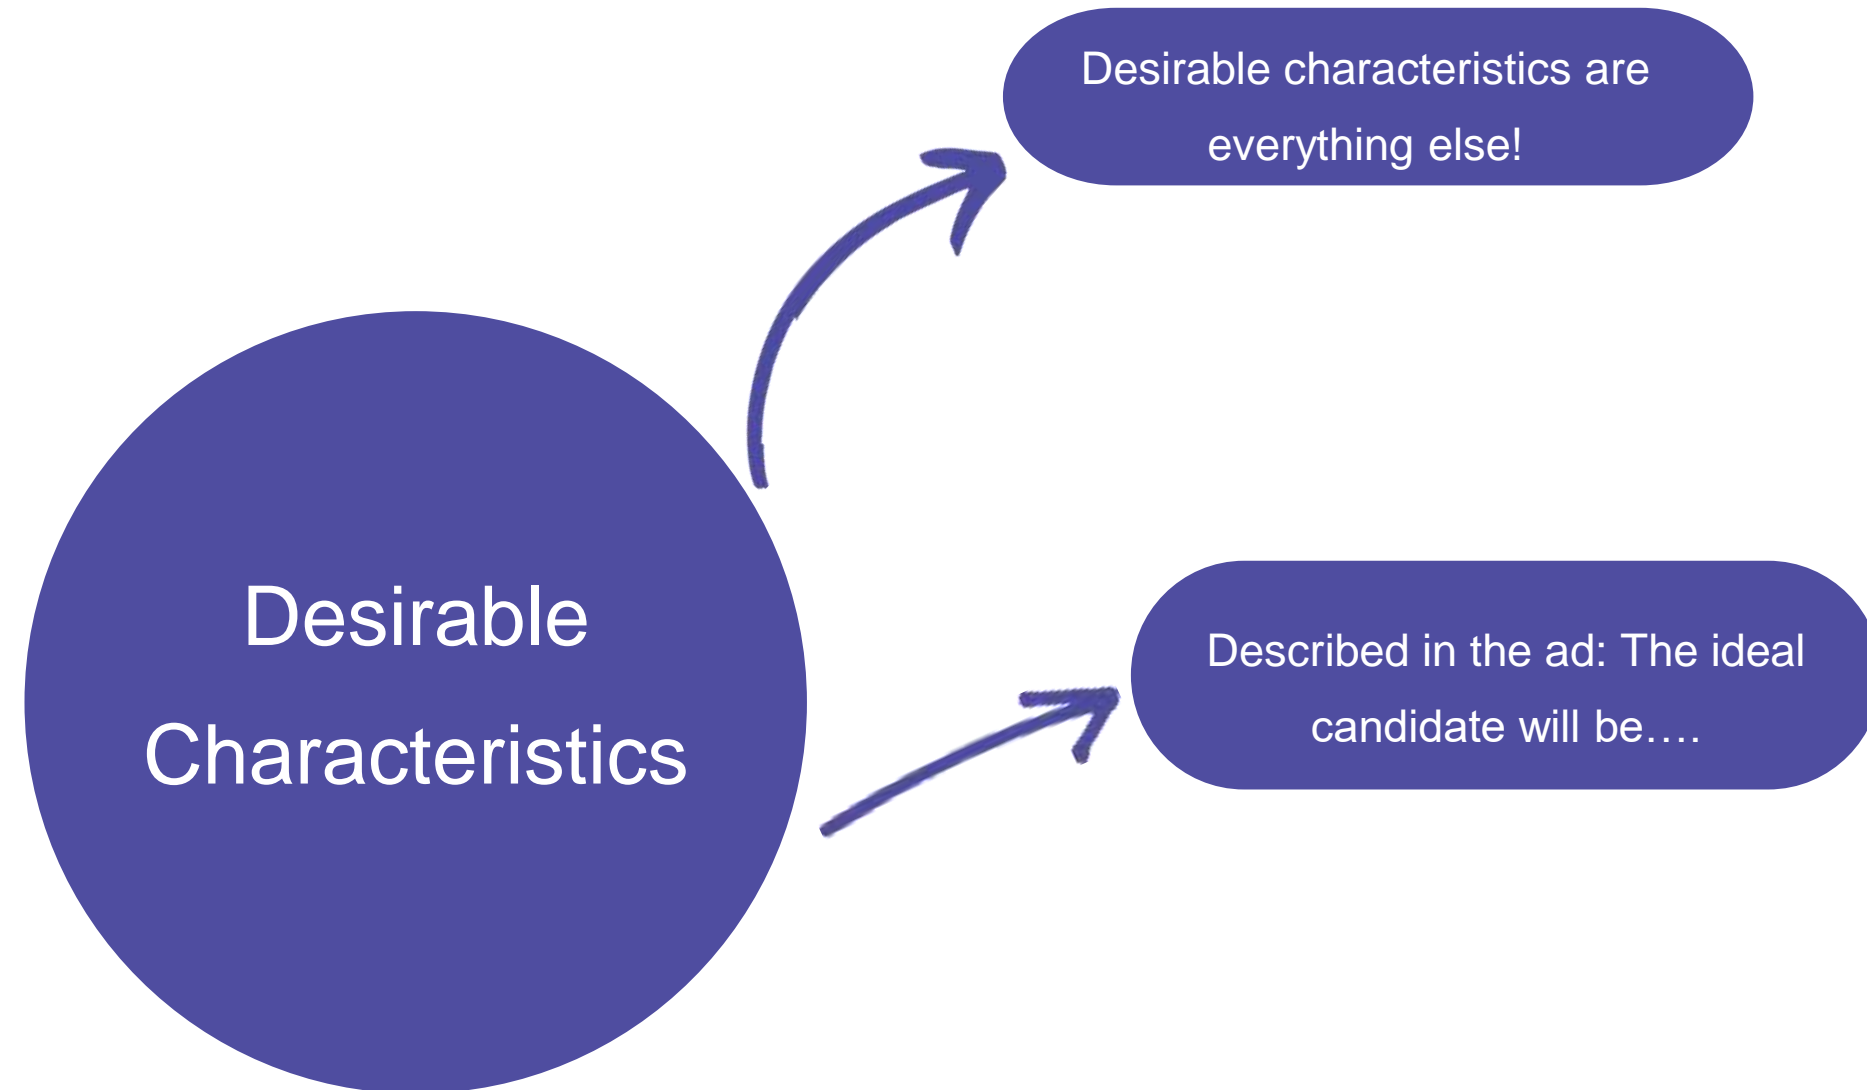 Desirable characteristics are
everything else!
Desirable
Characteristics
Described in the ad: The ideal
candidate will be….